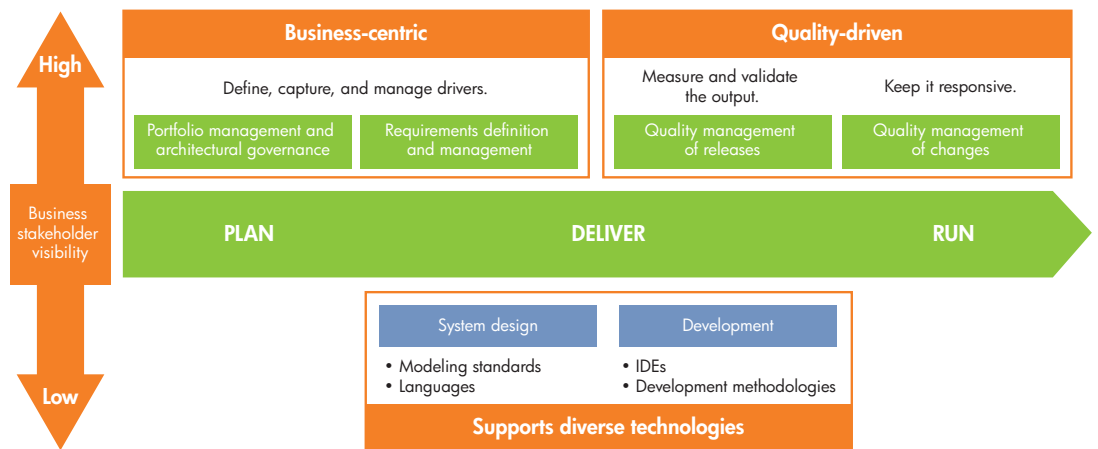 High
Business
stakeholder
visibility
Low
Business-centric
Define, capture, and manage drivers.
Portfolio management and
architectural governance
Requirements definition
and management
Quality-driven
Measure and validate
the output.
Quality management
of releases
Keep it responsive.
Quality management
of changes
PLAN
DELIVER
RUN
System design
• Modeling standards
• Languages
Development
• IDEs
• Development methodologies
Supports diverse technologies